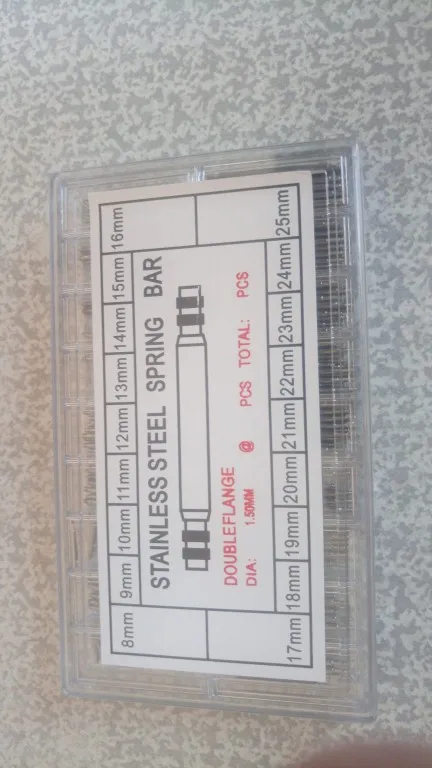 8mm 9mm 10mm 11mm 12mm 13mm 14mm 15mm 16mm
STAINLESS STEEL SPRING BAR
DOUBLEFLANGE
DIA: 1.50MM @ PCS TOTAL: PCS
17mm 18mm 19mm 20mm 21mm 22mm 23mm 24mm 25mm